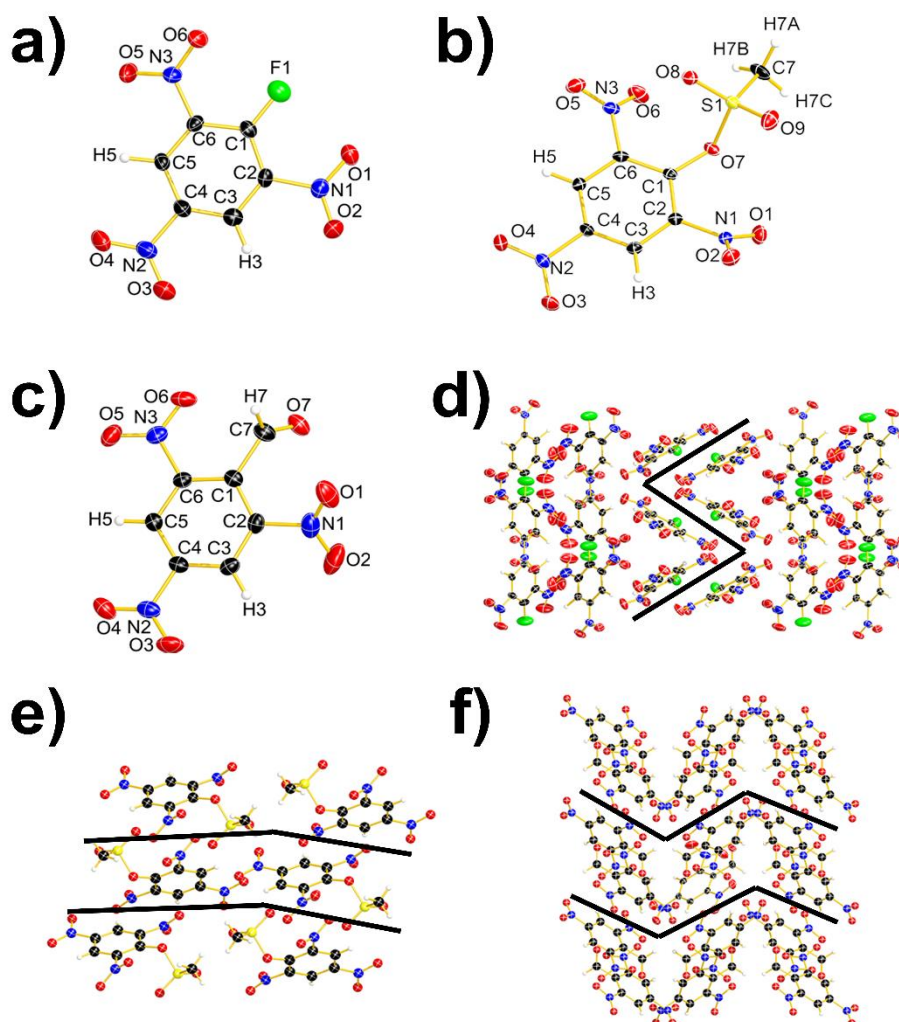 a)
O6
O5
N3
F1
C6
C1
H5
C5
C2
O1
N1
C4
C3
O2
O4
N2
H3
O3
b)
H7A
H7B
O8
C7
N3
O5
O6
S1
H7C
O9
O7
H5
C6
C1
C5
C2
N1
O1
O4
C4
C3
O2
N2
H3
O3
c)
H7
O6
O7
O5
N3
C7
C6
C1
O1
H5
C5
C2
N1
C4
C3
O2
H3
O4
N2
O3
d)
e)
f)